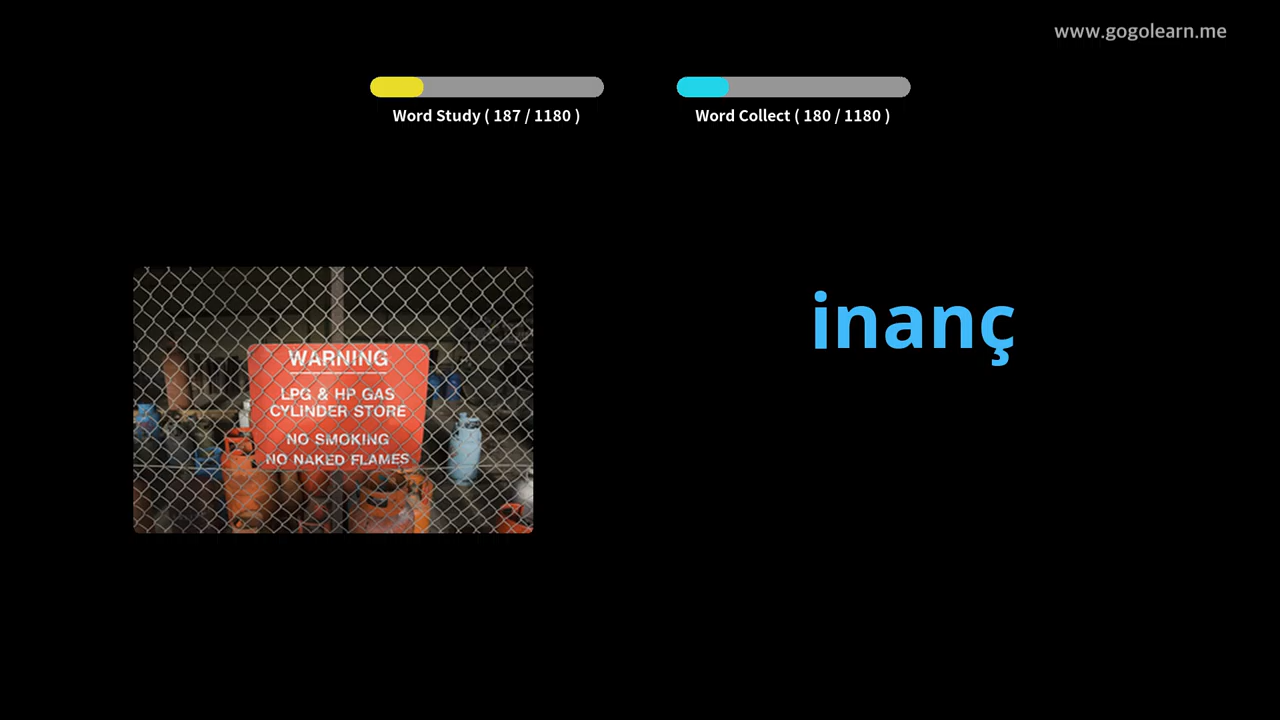 www.gogolearn.me
Word Study ( 187 / 1180 )
Word Collect ( 180 / 1180 )
inanç
WARNING
LPG & HP GAS
CYLINDER STORE
NO SMOKING
NO NAKED FLAMES